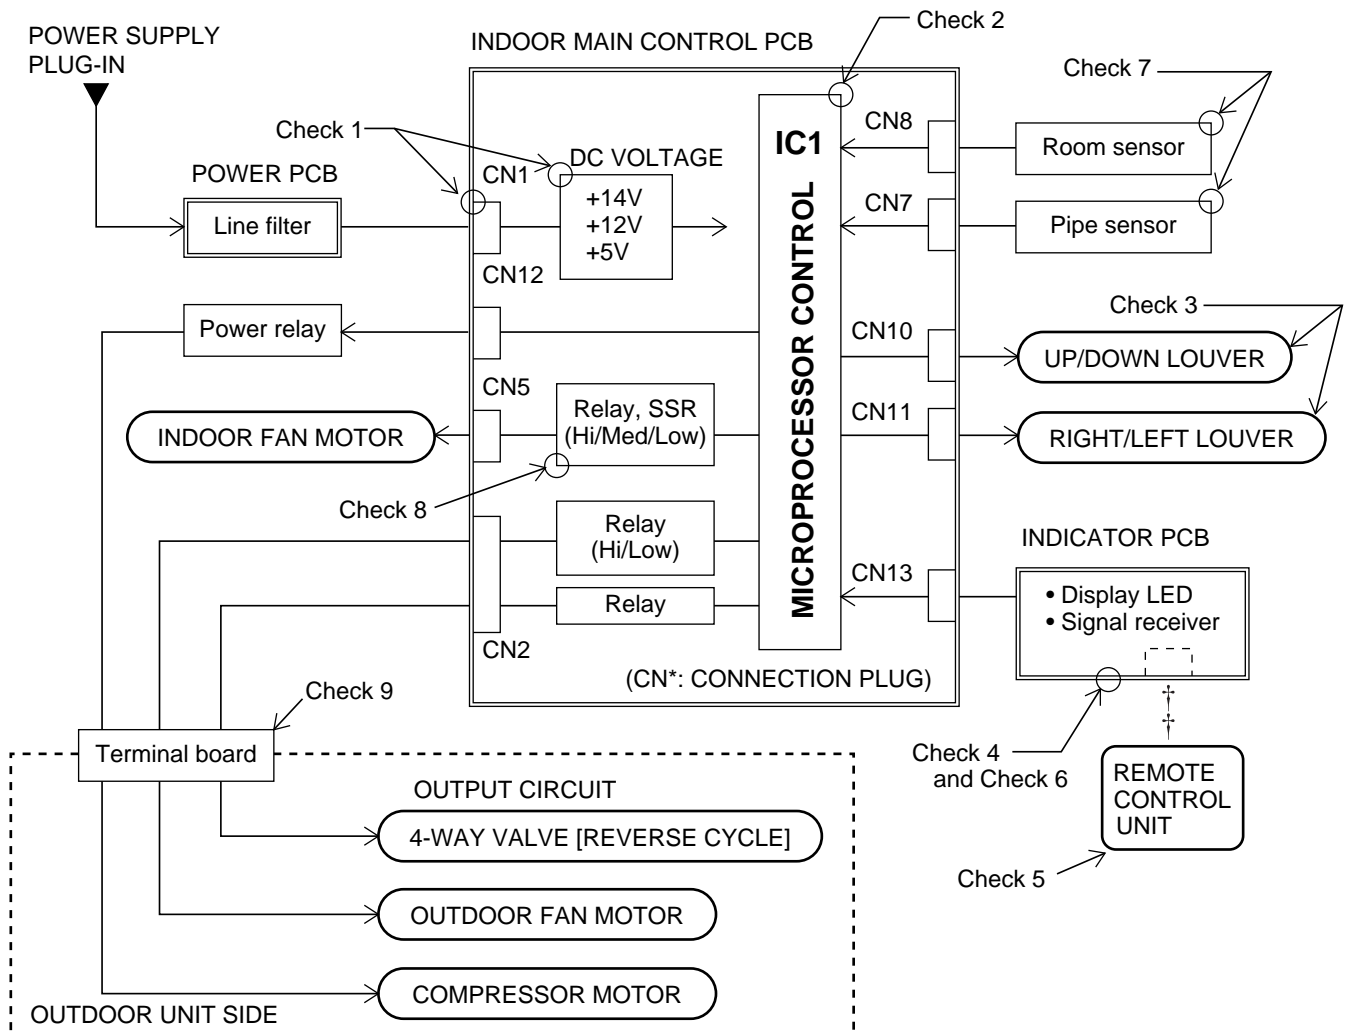 POWER SUPPLY
PLUG-IN
INDOOR MAIN CONTROL PCB
Check 2
Check 7
Check 1
CN8
IC1
Room sensor
DC VOLTAGE
POWER PCB
CN1
+14V
+12V
+5V
CN7
Line filter
Pipe sensor
CN12
MICROPROCESSOR CONTROL
Check 3
Power relay
CN10
UP/DOWN LOUVER
CN5
Relay, SSR
(Hi/Med/Low)
CN11
INDOOR FAN MOTOR
RIGHT/LEFT LOUVER
Check 8
Relay
(Hi/Low)
INDICATOR PCB
CN13
• Display LED
• Signal receiver
Relay
CN2
(CN*: CONNECTION PLUG)
Check 9
Terminal board
Check 4
and Check 6
REMOTE
CONTROL
UNIT
OUTPUT CIRCUIT
4-WAY VALVE [REVERSE CYCLE]
Check 5
OUTDOOR FAN MOTOR
COMPRESSOR MOTOR
OUTDOOR UNIT SIDE